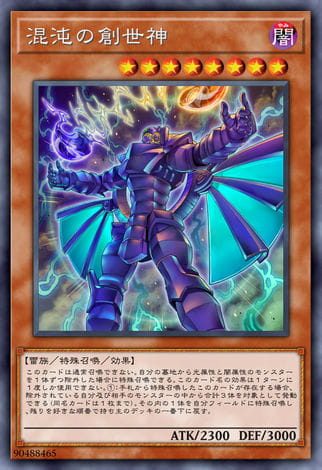 混沌の創世神
闇
やみ
【雷族／特殊召喚／効果】
このカードは通常召喚できない。自分の墓地から光属性と闇属性のモンスター
を１体ずつ除外した場合に特殊召喚できる。このカード名の効果は１ターンに
１度しか使用できない。①：手札から特殊召喚したこのカードが存在する場合、
除外されている自分及び相手のモンスターの中から合計３体を対象として発動
できる（同名カードは１枚まで）。その内の１体を自分フィールドに特殊召喚し、
残りを好きな順番で持ち主のデッキの一番下に戻す。
ATK/2300 DEF/3000
90488465